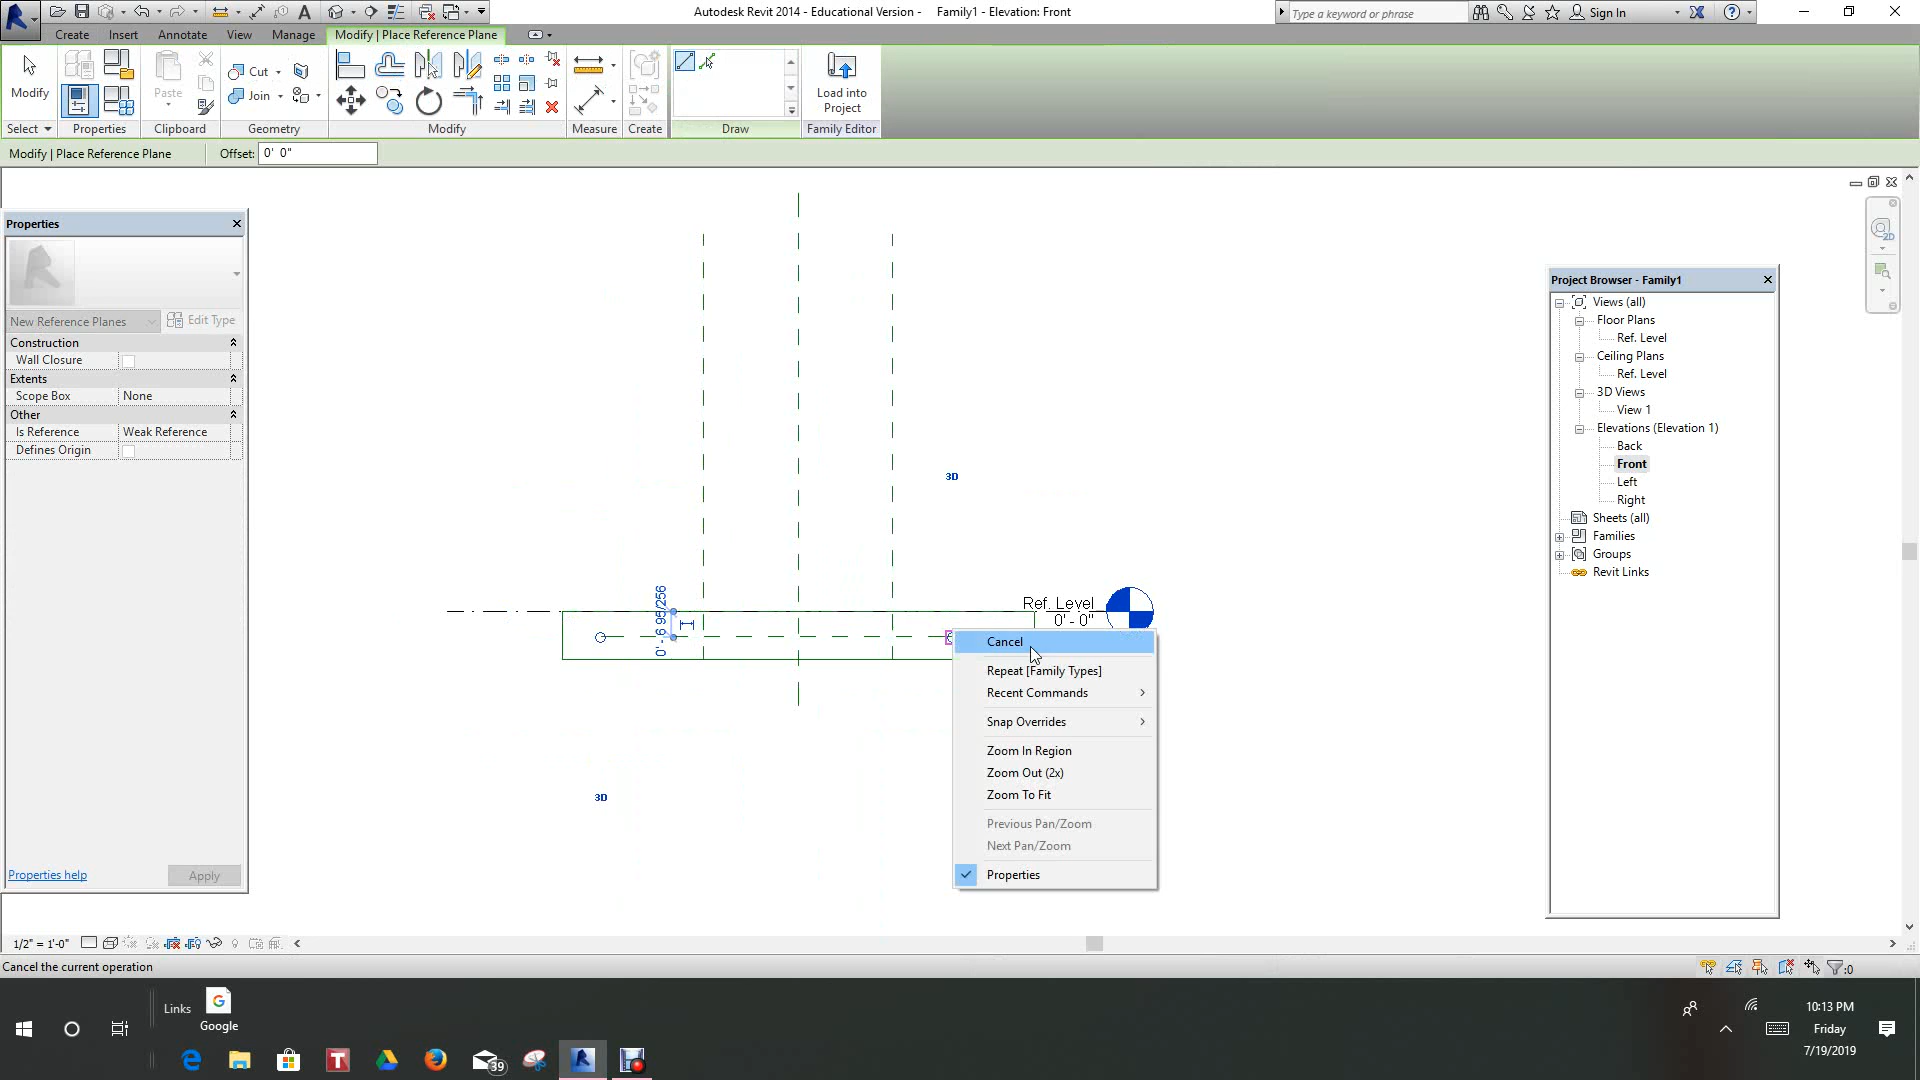 Autodesk Revit 2014 - Educational Version - Family1 - Elevation: Front
Type a keyword or phrase
Sign In
Create Insert Annotate View Manage Modify | Place Reference Plane
Modify
Paste
Cut
Join
Load into
Project
Select Properties Clipboard Geometry Modify Measure Create Draw Family Editor
Modify | Place Reference Plane Offset: 0' 0"
Properties
New Reference Planes Edit Type
Construction
Wall Closure
Extents
Scope Box None
Other
Is Reference Weak Reference
Defines Origin
Properties help Apply
3D
Ref. Level
0' - 0"
0' - 6 95/256
3D
Cancel
Repeat [Family Types]
Recent Commands
Snap Overrides
Zoom In Region
Zoom Out (2x)
Zoom To Fit
Previous Pan/Zoom
Next Pan/Zoom
Properties
Project Browser - Family1
Views (all)
Floor Plans
Ref. Level
Ceiling Plans
Ref. Level
3D Views
View 1
Elevations (Elevation 1)
Back
Front
Left
Right
Sheets (all)
Families
Groups
Revit Links
2D
1/2" = 1'-0"
Cancel the current operation
:0
Links
Google
39
10:13 PM
Friday
7/19/2019